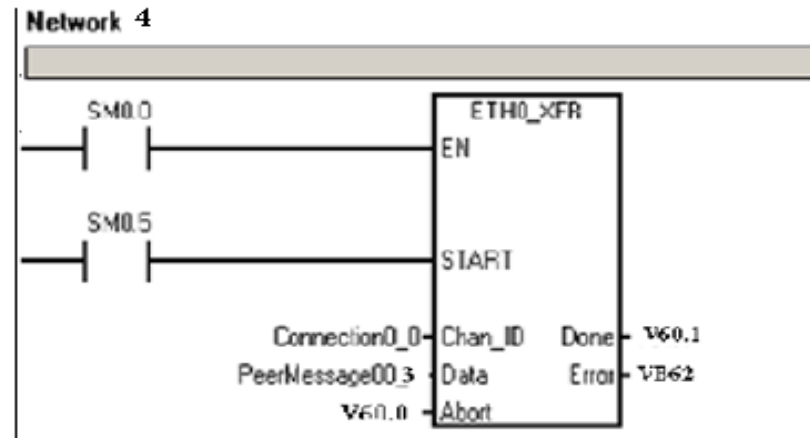 Network 4
SM0.0
ETH0_XFR
EN
SM0.5
START
Connection0_0 Chan_ID Done V60.1
PeerMessage00_3 Data Error VB62
V60.0 Abort